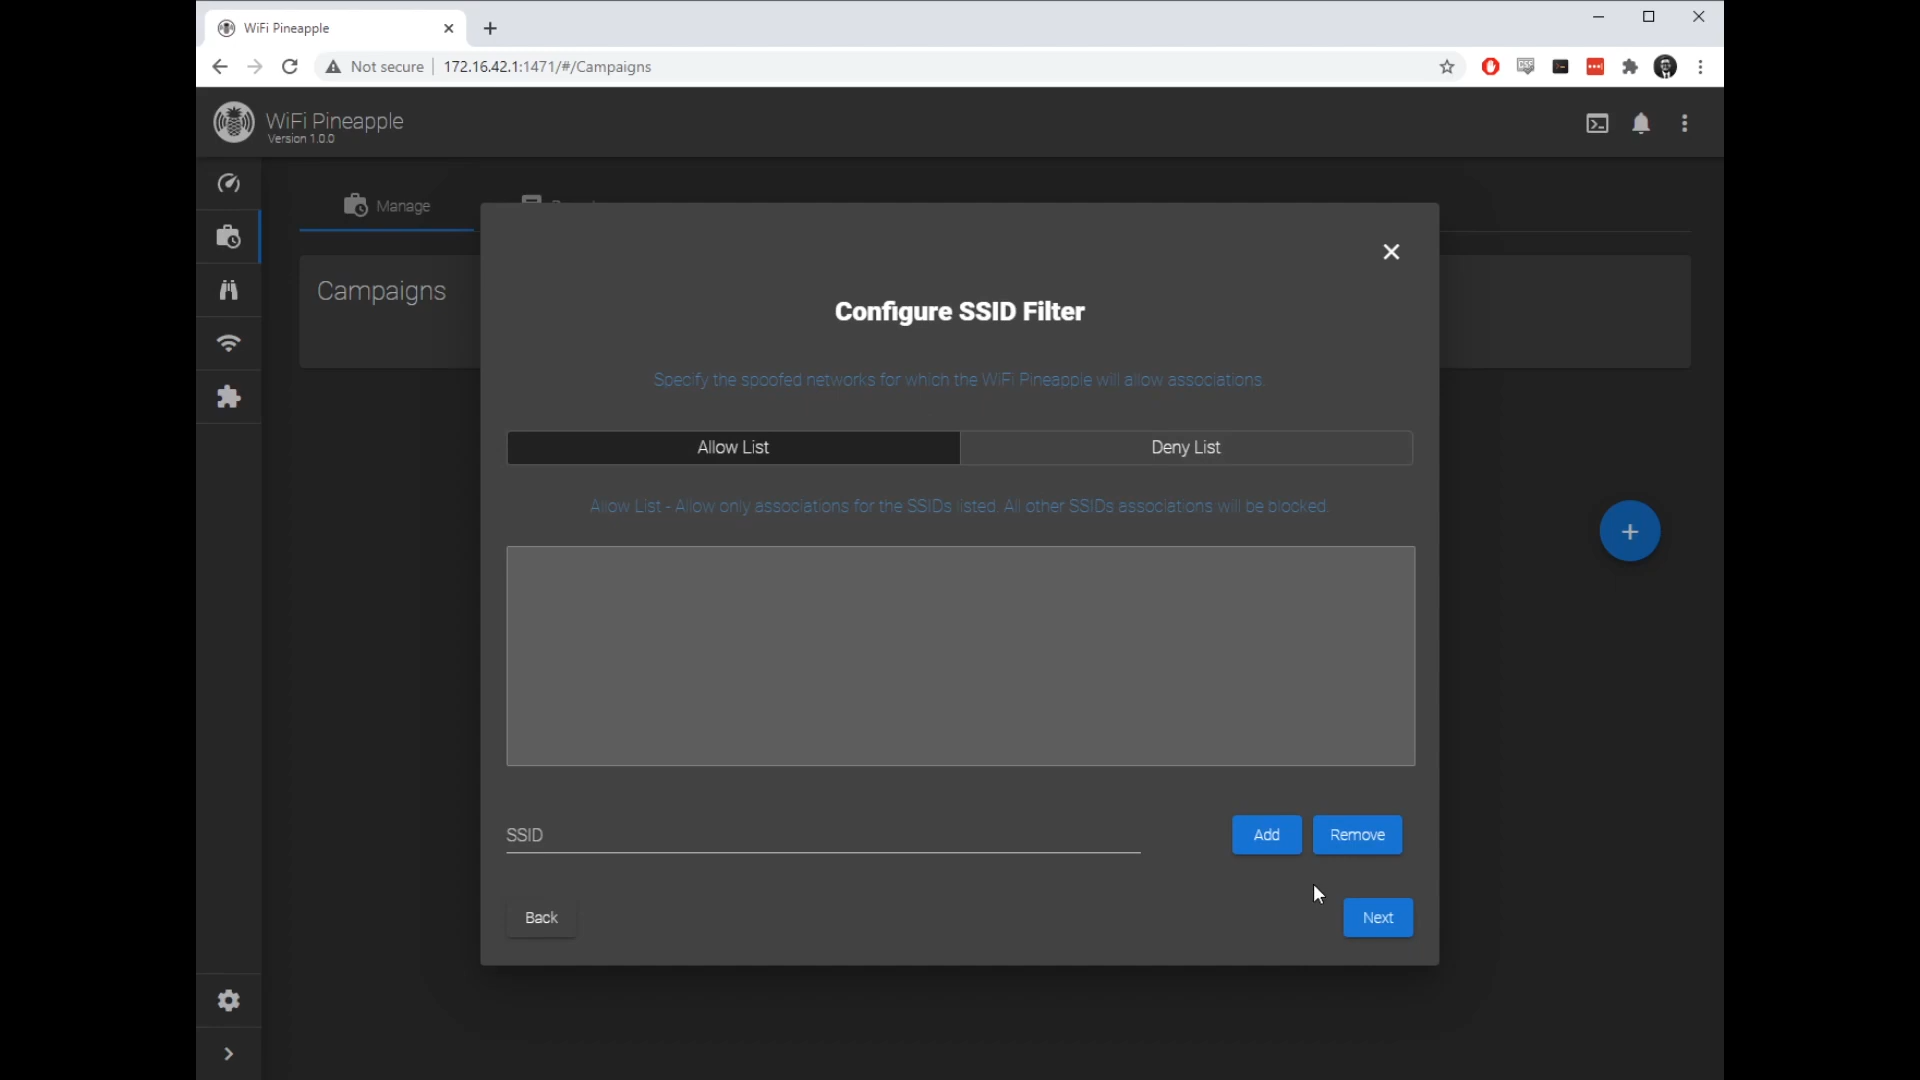 WiFi Pineapple
Not secure
172.16.42.1:1471/#/Campaigns
WiFi Pineapple
Version 1.0.0
Manage
Campaigns
Configure SSID Filter
Specify the spoofed networks for which the WiFi Pineapple will allow associations.
Allow List
Deny List
Allow List - Allow only associations for the SSIDs listed. All other SSIDs associations will be blocked.
SSID
Add
Remove
Back
Next